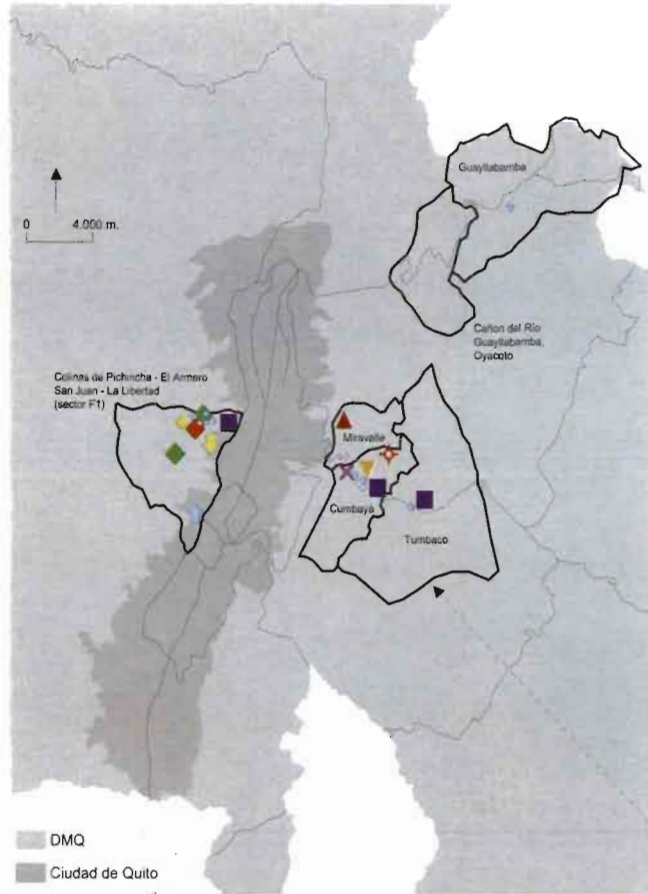 Guayllabamba
0 4.000 m.
Cañon del Río
Guayllabamba,
Oyacoto
Colinas de Pichincha - El Armero
San Juan - La Libertad
(sector F1)
Miravalle
Cumbayá
Tumbaco
DMQ
Ciudad de Quito